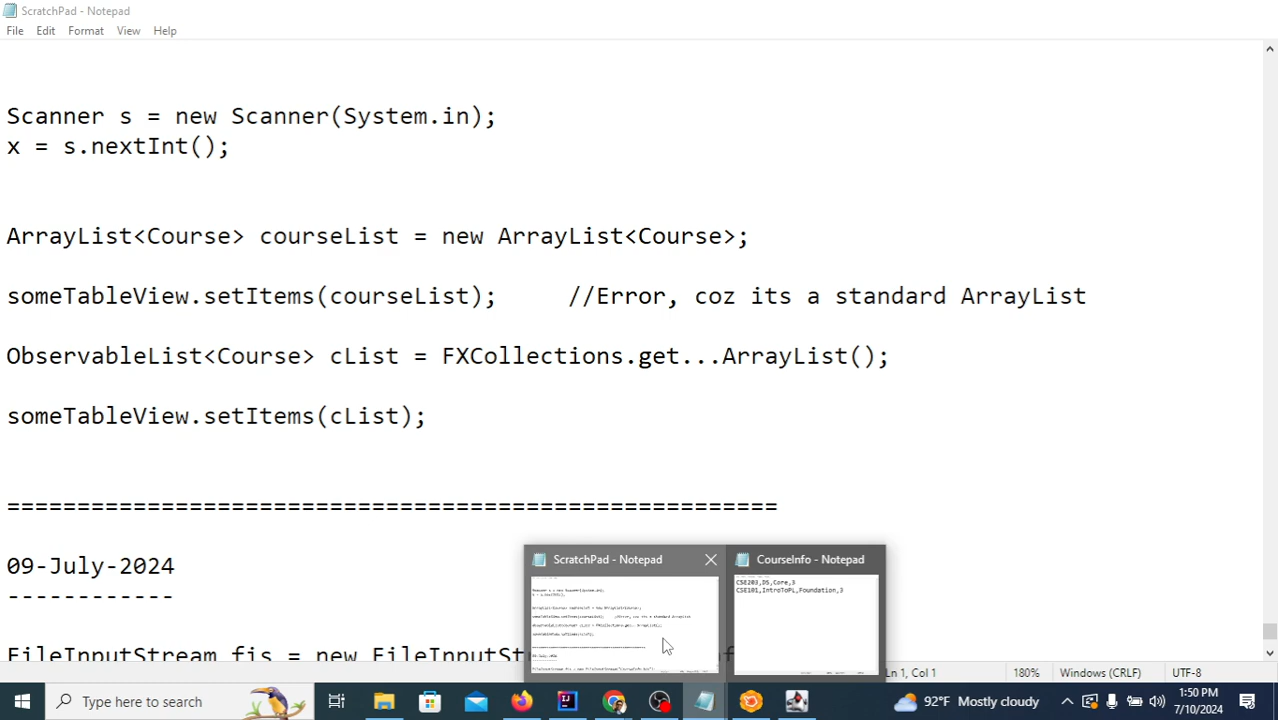 ScratchPad - Notepad
File Edit Format View Help
Scanner s = new Scanner(System.in);
x = s.nextInt();
ArrayList<Course> courseList = new ArrayList<Course>;
someTableView.setItems(courseList); //Error, coz its a standard ArrayList
ObservableList<Course> cList = FXCollections.get...ArrayList();
someTableView.setItems(cList);
=======================================================
09-July-2024
------------
FileInputStream fis = new FileInputSt
ScratchPad - Notepad
CourseInfo - Notepad
CSE203,DS,Core,3
CSE101,IntroToPL,Foundation,3
Ln 1, Col 1 180% Windows (CRLF) UTF-8
Type here to search
92°F Mostly cloudy
1:50 PM
7/10/2024